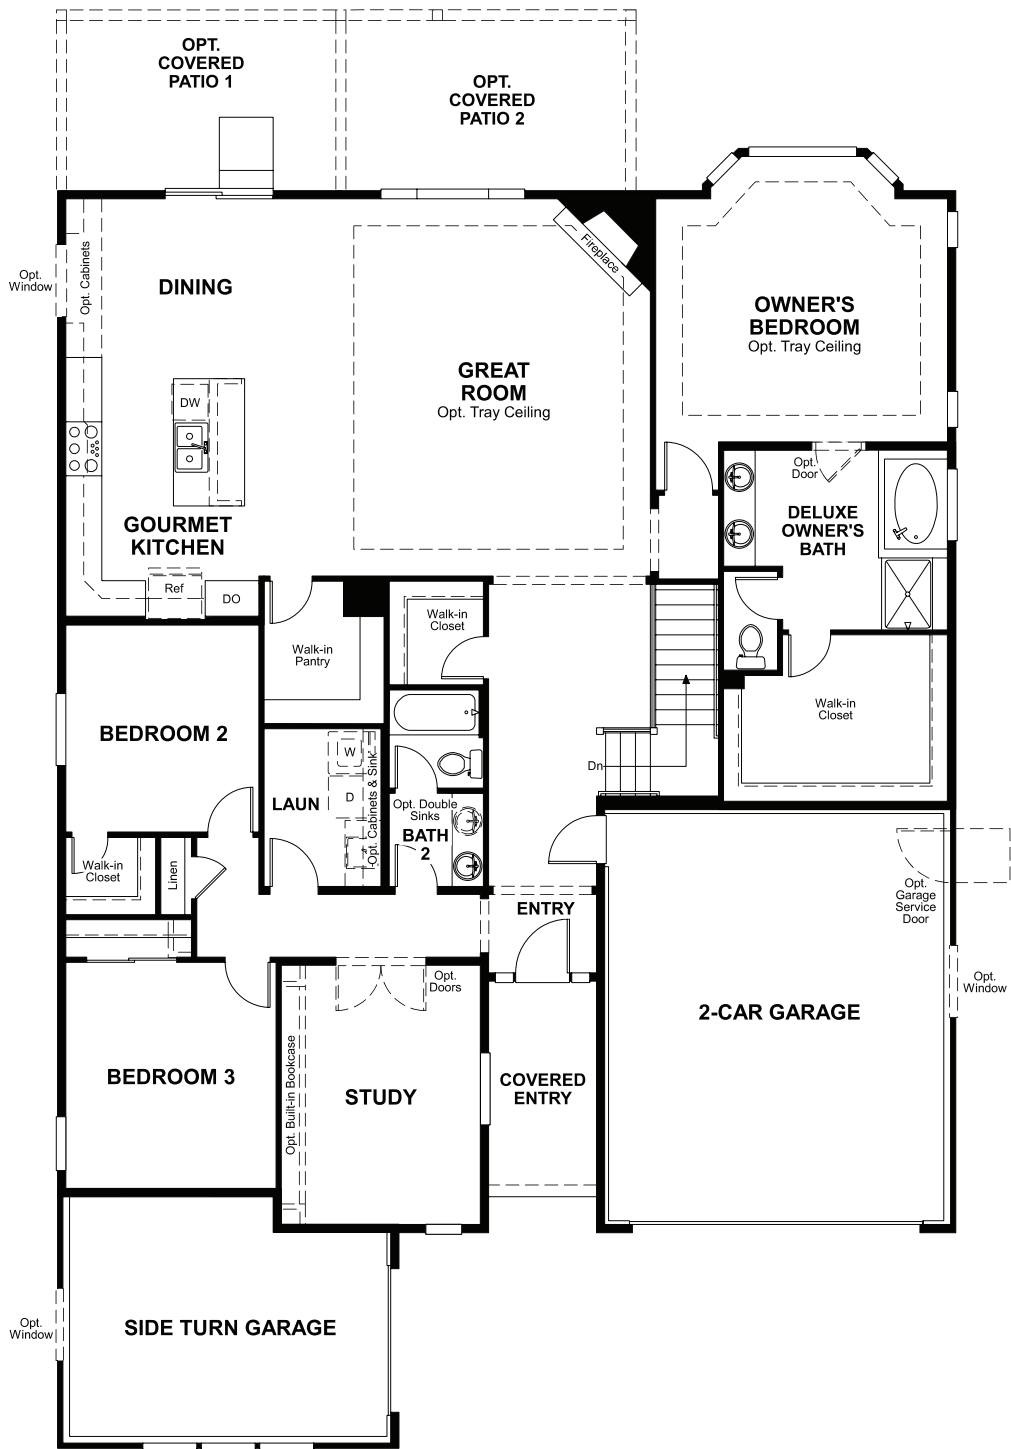 OPT.
COVERED
PATIO 1
OPT.
COVERED
PATIO 2
Opt.
Window
Opt. Cabinets
DINING
Fireplace
GREAT
ROOM
Opt. Tray Ceiling
OWNER'S
BEDROOM
Opt. Tray Ceiling
DW
GOURMET
KITCHEN
Ref
DO
Opt.
Door
DELUXE
OWNER'S
BATH
Walk-in
Pantry
Walk-in
Closet
Walk-in
Closet
BEDROOM 2
W
D
LAUN
Opt. Cabinets & Sink
Opt. Double
Sinks
BATH
2
Dn
Walk-in
Closet
Linen
ENTRY
Opt.
Garage
Service
Door
Opt.
Window
Opt.
Doors
2-CAR GARAGE
BEDROOM 3
Opt. Built-in Bookcase
STUDY
COVERED
ENTRY
Opt.
Window
SIDE TURN GARAGE